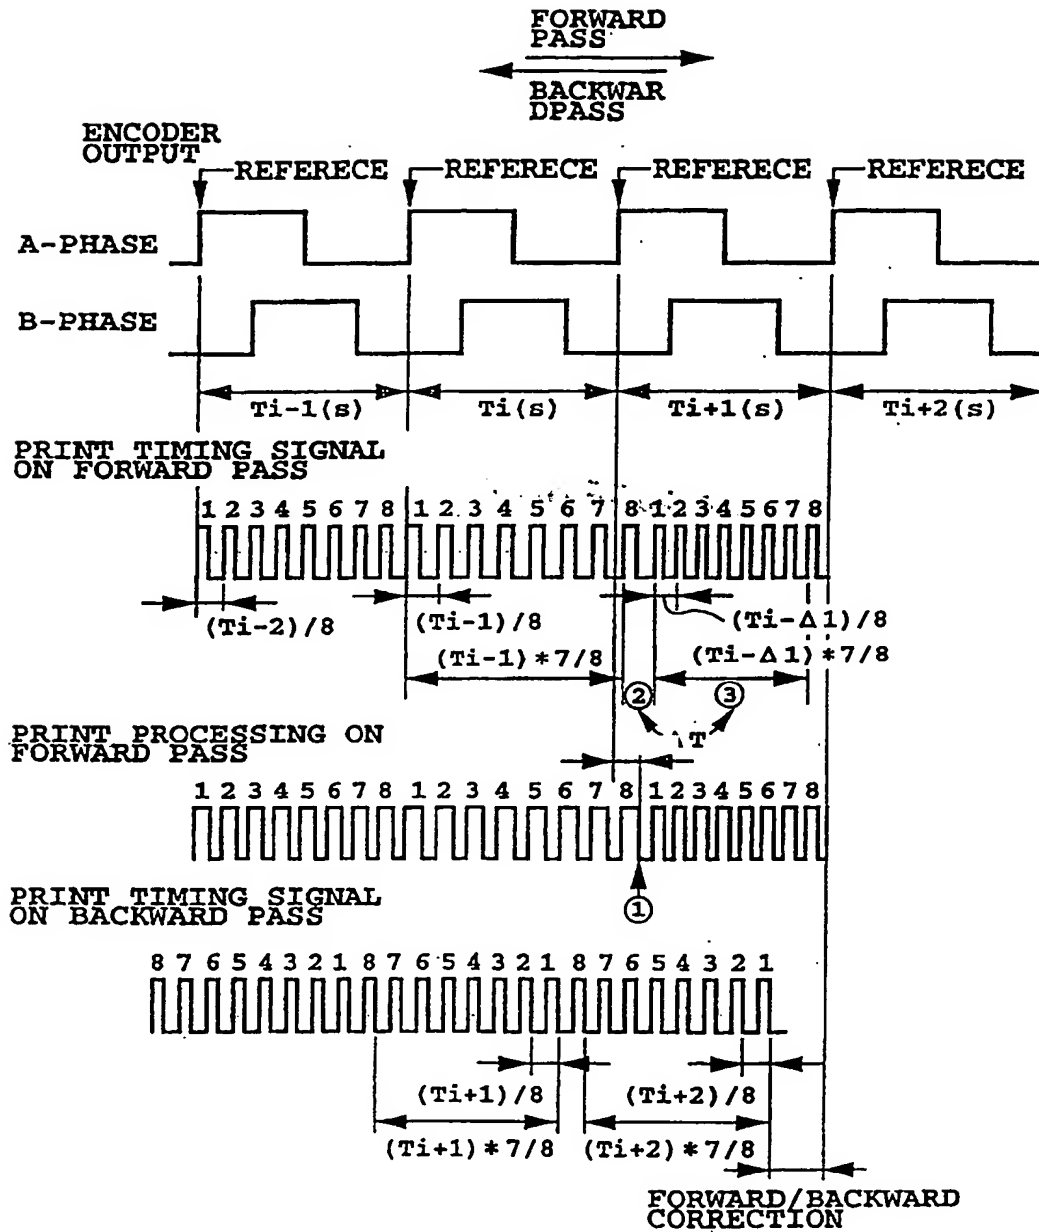 FORWARD
PASS
BACKWAR
DPASS
ENCODER
OUTPUT
REFERECE REFERECE REFERECE REFERECE
A-PHASE
B-PHASE
Ti-1(s) Ti(s) Ti+1(s) Ti+2(s)
PRINT TIMING SIGNAL
ON FORWARD PASS
1 2 3 4 5 6 7 8 1 2 3 4 5 6 7 8 1 2 3 4 5 6 7 8
(Ti-2)/8 (Ti-1)/8 (Ti-Δ1)/8
(Ti-1)*7/8 (Ti-Δ1)*7/8
② ③
T
PRINT PROCESSING ON
FORWARD PASS
1 2 3 4 5 6 7 8 1 2 3 4 5 6 7 8 1 2 3 4 5 6 7 8
①
PRINT TIMING SIGNAL
ON BACKWARD PASS
8 7 6 5 4 3 2 1 8 7 6 5 4 3 2 1 8 7 6 5 4 3 2 1
(Ti+1)/8 (Ti+2)/8
(Ti+1)*7/8 (Ti+2)*7/8
FORWARD/BACKWARD
CORRECTION